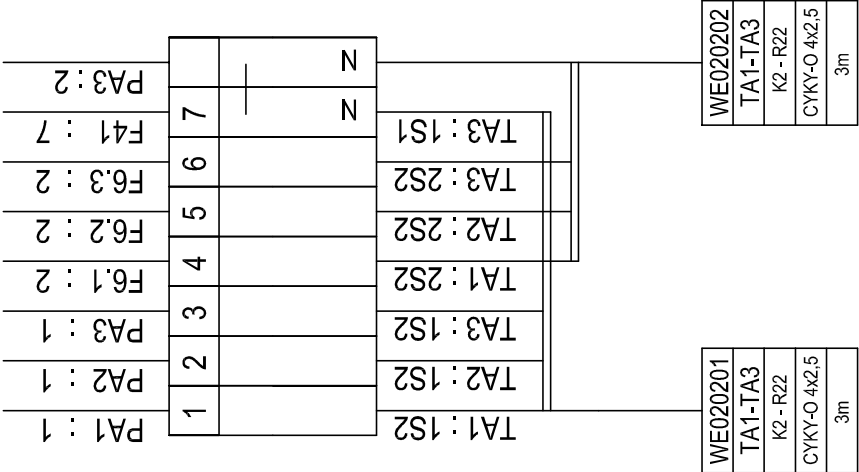 PA3 : 2
F41 : 7
F6.3 : 2
F6.2 : 2
F6.1 : 2
PA3 : 1
PA2 : 1
PA1 : 1
7
6
5
4
3
2
1
N
N
TA3 : 1S1
TA3 : 2S2
TA2 : 2S2
TA1 : 2S2
TA3 : 1S2
TA2 : 1S2
TA1 : 1S2
WE020202
TA1-TA3
K2 - R22
CYKY-O 4x2,5
3m
WE020201
TA1-TA3
K2 - R22
CYKY-O 4x2,5
3m